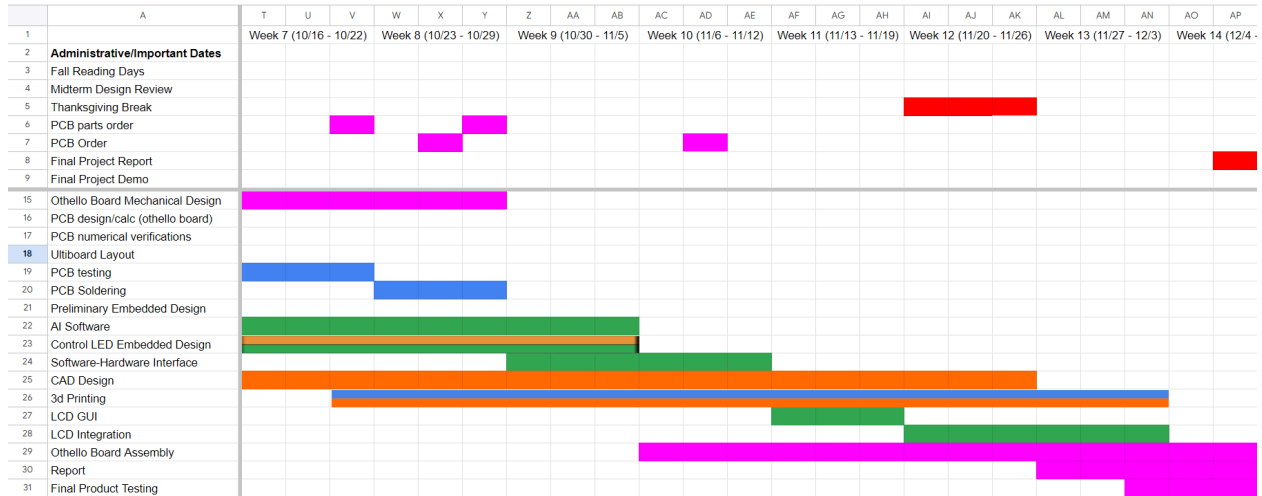 A T U V W X Y Z AA AB AC AD AE AF AG AH AI AJ AK AL AM AN AO AP
1 Week 7 (10/16 - 10/22) Week 8 (10/23 - 10/29) Week 9 (10/30 - 11/5) Week 10 (11/6 - 11/12) Week 11 (11/13 - 11/19) Week 12 (11/20 - 11/26) Week 13 (11/27 - 12/3) Week 14 (12/4 -
2 Administrative/Important Dates
3 Fall Reading Days
4 Midterm Design Review
5 Thanksgiving Break
6 PCB parts order
7 PCB Order
8 Final Project Report
9 Final Project Demo
15 Othello Board Mechanical Design
16 PCB design/calc (othello board)
17 PCB numerical verifications
18 Ultiboard Layout
19 PCB testing
20 PCB Soldering
21 Preliminary Embedded Design
22 AI Software
23 Control LED Embedded Design
24 Software-Hardware Interface
25 CAD Design
26 3d Printing
27 LCD GUI
28 LCD Integration
29 Othello Board Assembly
30 Report
31 Final Product Testing